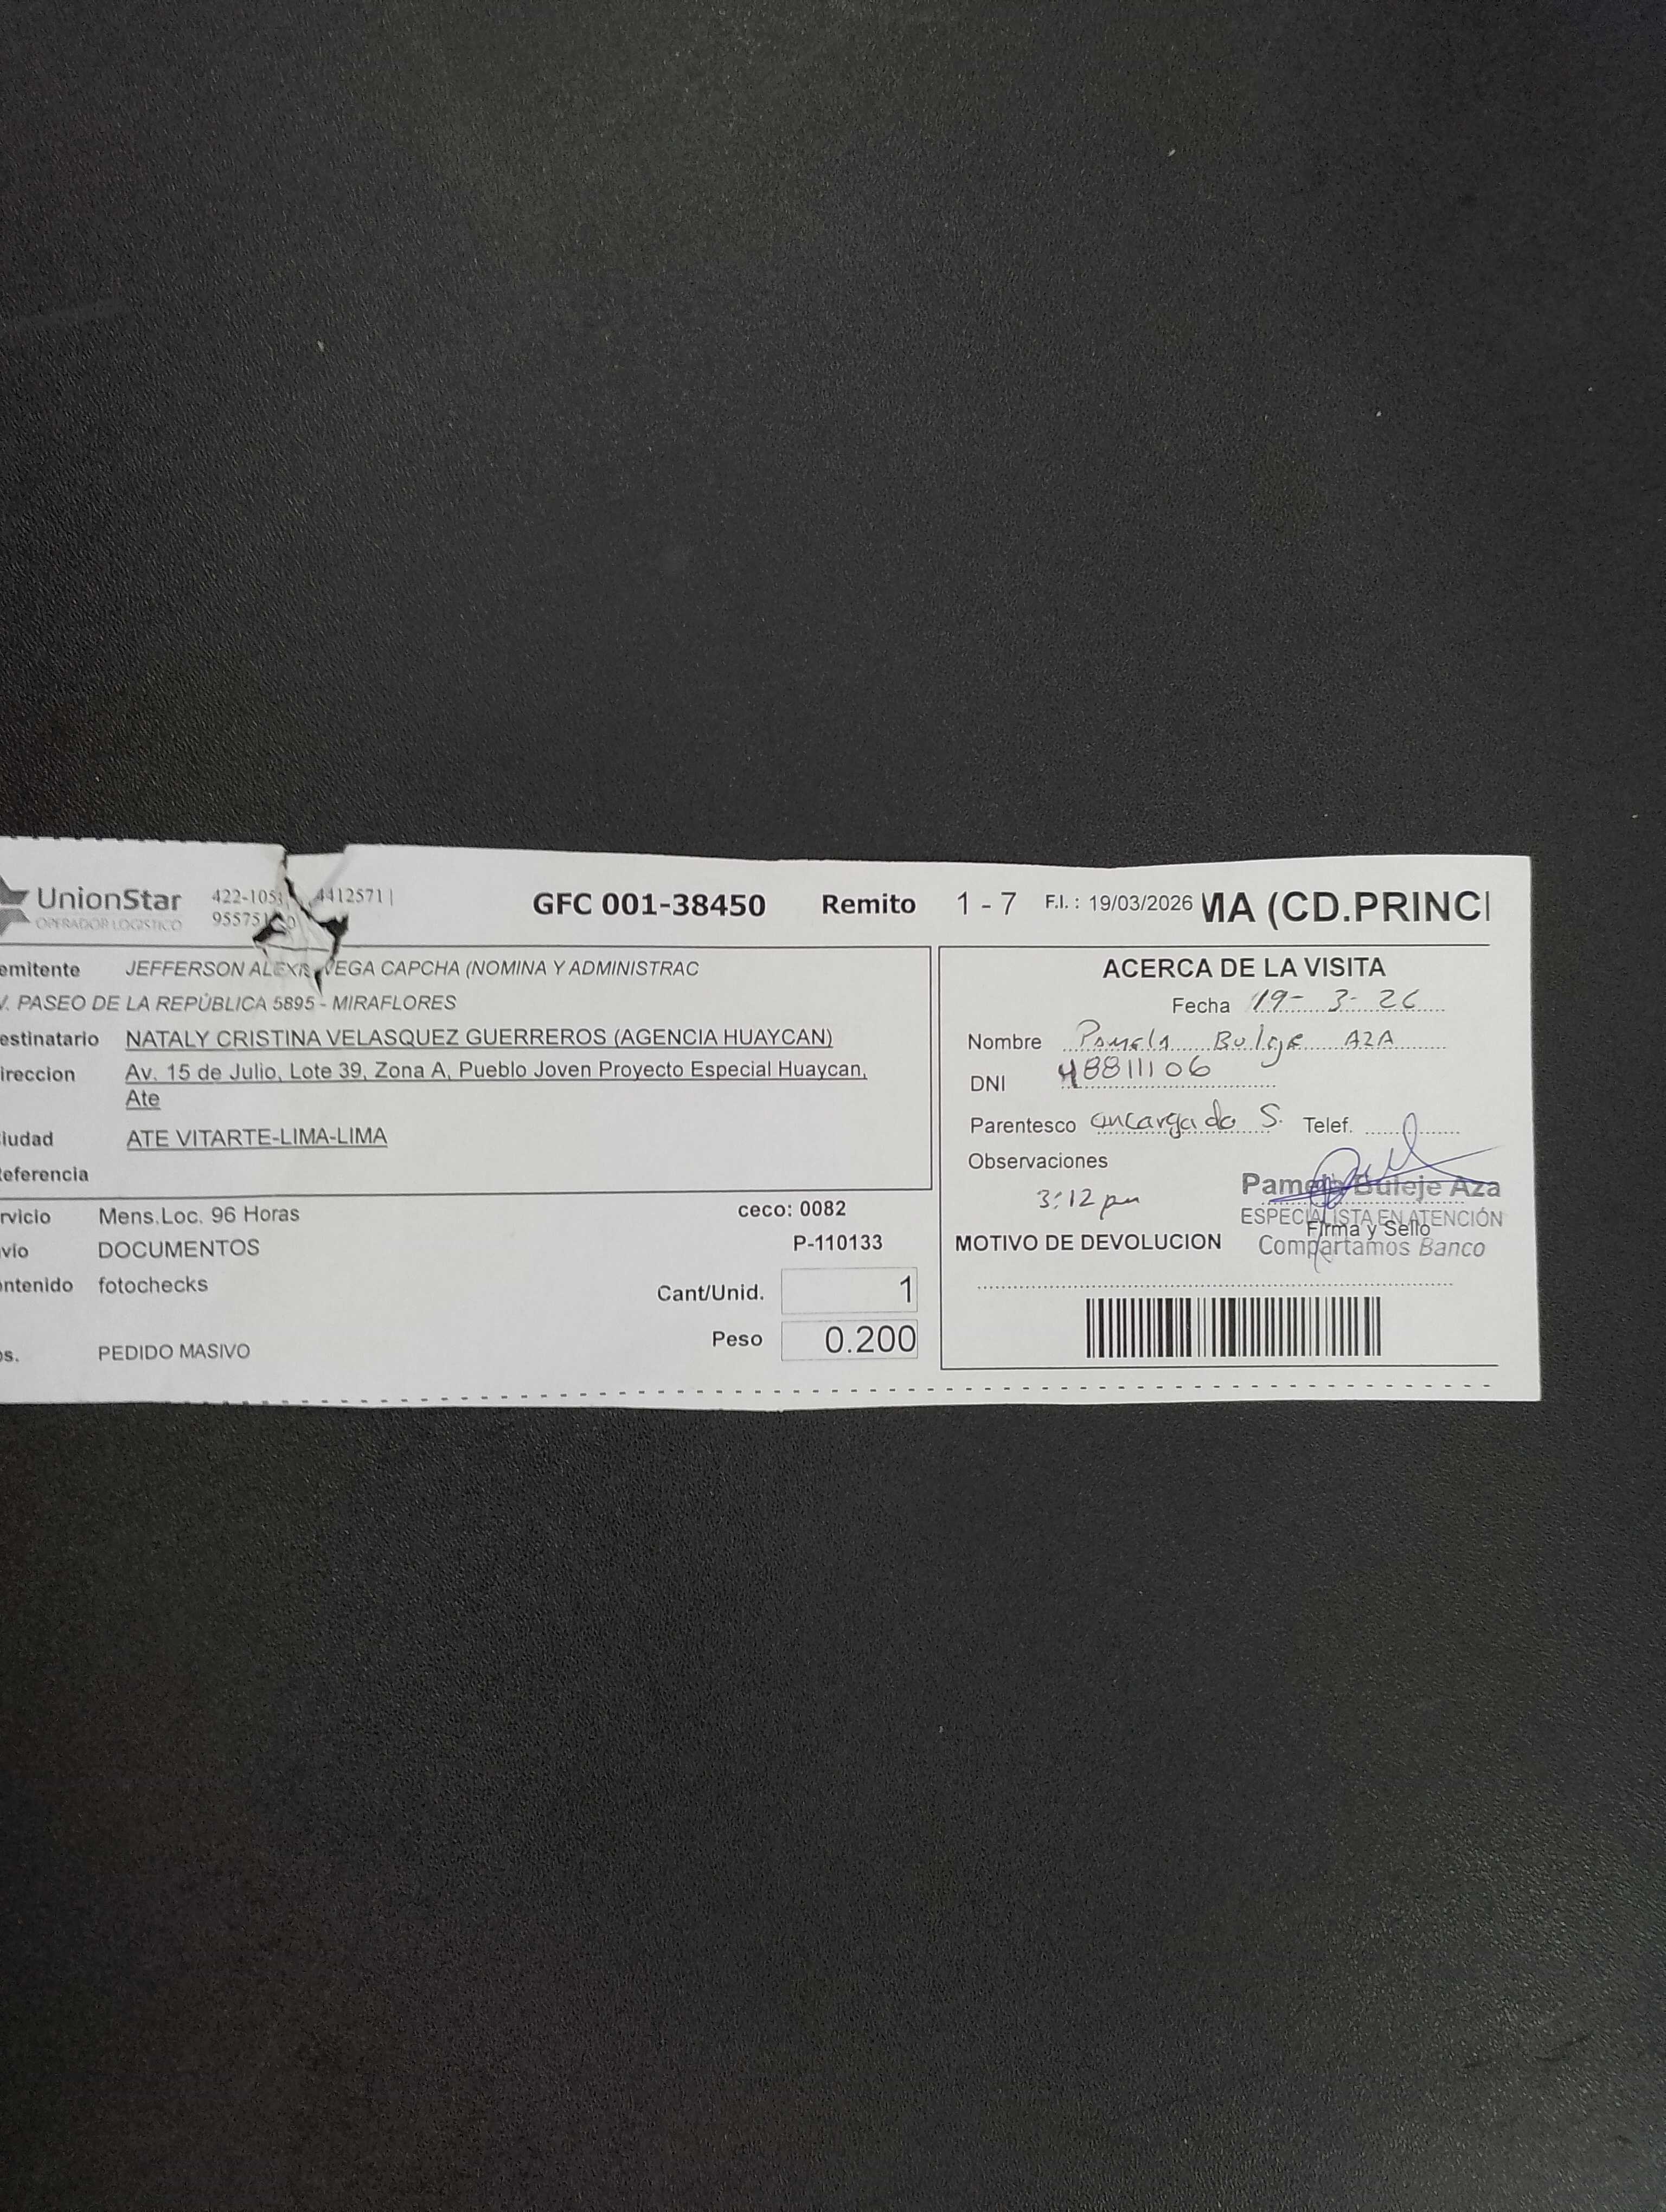 UnionStar
OPERADOR LOGISTICO
422-105 4412571 |
95575
GFC 001-38450 Remito 1 - 7 F.I. : 19/03/2026 MA (CD.PRINCI
emitente JEFFERSON ALEXIS VEGA CAPCHA (NOMINA Y ADMINISTRAC
V. PASEO DE LA REPÚBLICA 5895 - MIRAFLORES
estinatario NATALY CRISTINA VELASQUEZ GUERREROS (AGENCIA HUAYCAN)
ireccion Av. 15 de Julio, Lote 39, Zona A, Pueblo Joven Proyecto Especial Huaycan,
Ate
iudad ATE VITARTE-LIMA-LIMA
eferencia
rvicio Mens.Loc. 96 Horas ceco: 0082
vío DOCUMENTOS P-110133
ntenido fotochecks
Cant/Unid. 1
Peso 0.200
os. PEDIDO MASIVO
ACERCA DE LA VISITA
Fecha 19- 3- 26
Nombre Pamela Buleje AZA
DNI 48811106
Parentesco encargado S. Telef.
Observaciones
3:12 pm
Pamela Buleje Aza
ESPECIALISTA EN ATENCIÓN
Firma y Sello
Compartamos Banco
MOTIVO DE DEVOLUCION